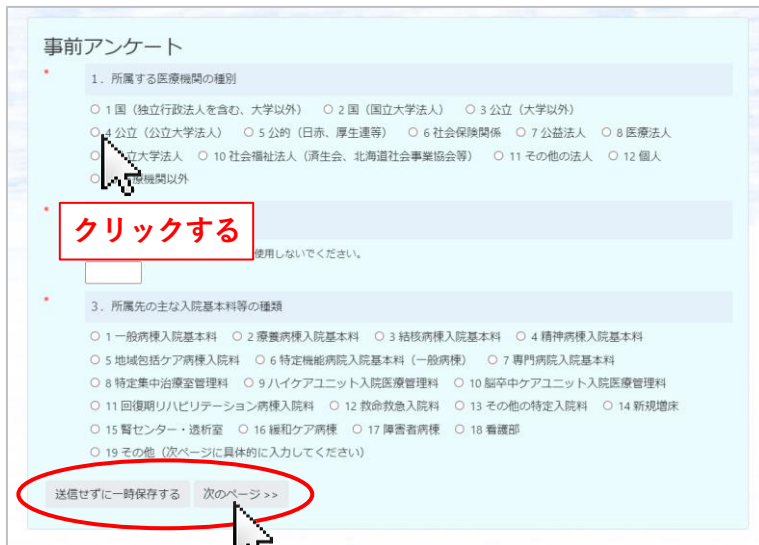 事前アンケート
* 1. 所属する医療機関の種別
○ 1 国（独立行政法人を含む、大学以外） ○ 2 国（国立大学法人） ○ 3 公立（大学以外）
○ 4 公立（公立大学法人） ○ 5 公的（日赤、厚生連等） ○ 6 社会保険関係 ○ 7 公益法人 ○ 8 医療法人
立大学法人 ○ 10 社会福祉法人（済生会、北海道社会事業協会等） ○ 11 その他の法人 ○ 12 個人
療機関以外
*
クリックする
使用しないでください。
* 3. 所属先の主な入院基本料等の種類
○ 1 一般病棟入院基本料 ○ 2 療養病棟入院基本料 ○ 3 結核病棟入院基本料 ○ 4 精神病棟入院基本料
○ 5 地域包括ケア病棟入院料 ○ 6 特定機能病院入院基本料（一般病棟） ○ 7 専門病院入院基本料
○ 8 特定集中治療室管理料 ○ 9 ハイケアユニット入院医療管理料 ○ 10 脳卒中ケアユニット入院医療管理料
○ 11 回復期リハビリテーション病棟入院料 ○ 12 救命救急入院料 ○ 13 その他の特定入院料 ○ 14 新規増床
○ 15 腎センター・透析室 ○ 16 緩和ケア病棟 ○ 17 障害者病棟 ○ 18 看護部
○ 19 その他（次ページに具体的に入力してください）
送信せずに一時保存する 次のページ >>